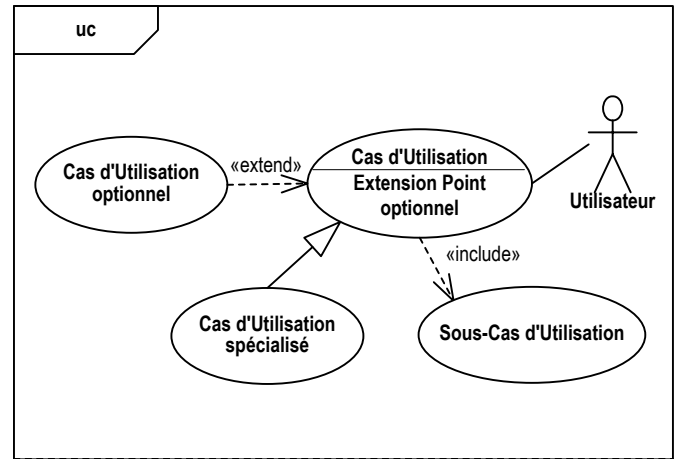 uc
Cas d'Utilisation
optionnel
«extend»
Cas d'Utilisation
Extension Point
optionnel
Utilisateur
«include»
Cas d'Utilisation
spécialisé
Sous-Cas d'Utilisation